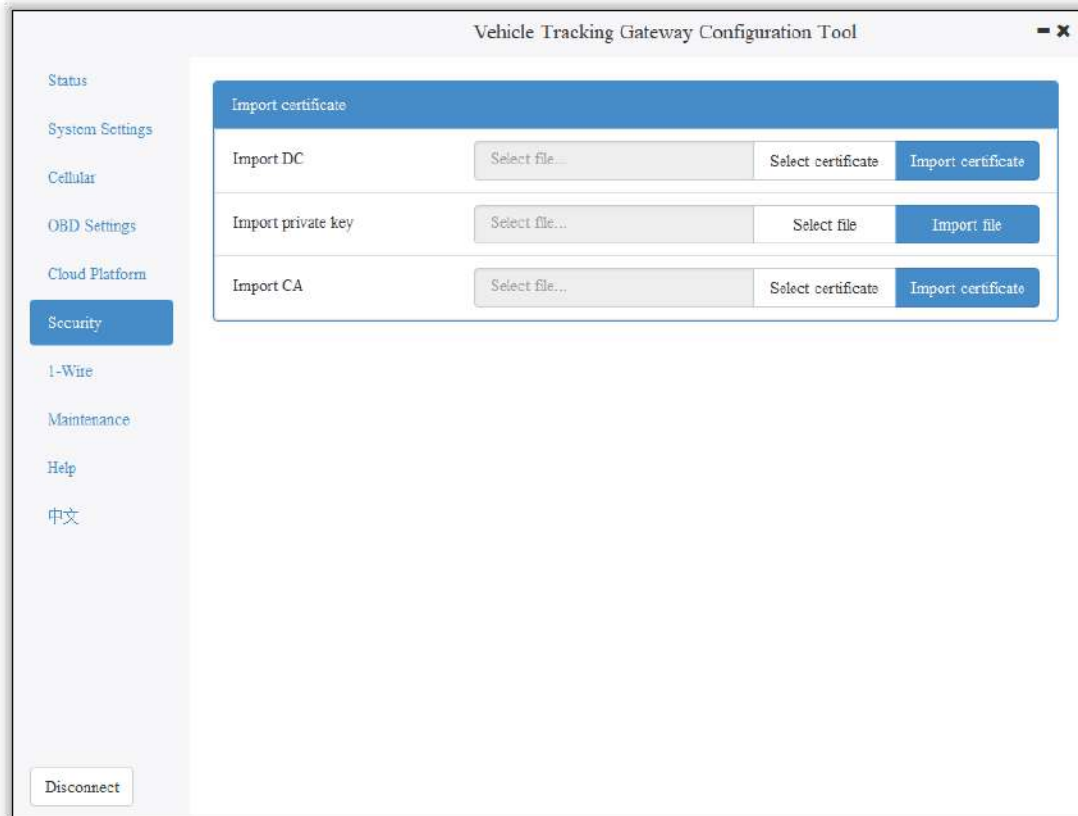 Vehicle Tracking Gateway Configuration Tool
Status
System Settings
Cellular
OBD Settings
Cloud Platform
Security
1-Wire
Maintenance
Help
中文
Disconnect
Import certificate
Import DC Select file... Select certificate Import certificate
Import private key Select file... Select file Import file
Import CA Select file... Select certificate Import certificate